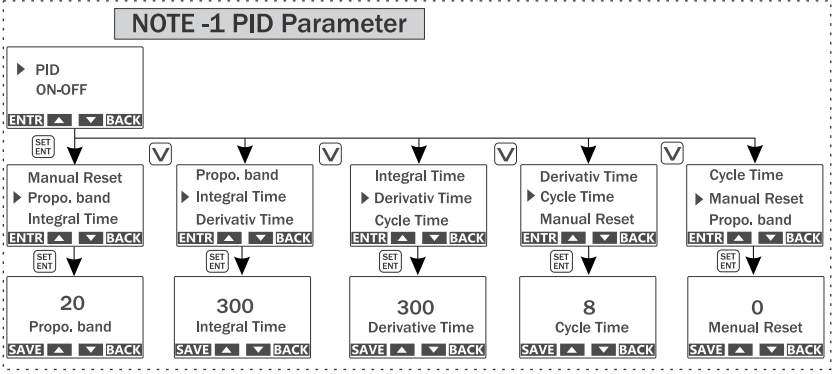 NOTE -1 PID Parameter
PID
ON-OFF
ENTR BACK
SET
ENT
Manual Reset
Propo. band
Integral Time
ENTR BACK
Propo. band
Integral Time
Derivativ Time
ENTR BACK
Integral Time
Derivativ Time
Cycle Time
ENTR BACK
Derivativ Time
Cycle Time
Manual Reset
ENTR BACK
Cycle Time
Manual Reset
Propo. band
ENTR BACK
SET
ENT
SET
ENT
SET
ENT
SET
ENT
SET
ENT
20
Propo. band
SAVE BACK
300
Integral Time
SAVE BACK
300
Derivative Time
SAVE BACK
8
Cycle Time
SAVE BACK
0
Menual Reset
SAVE BACK